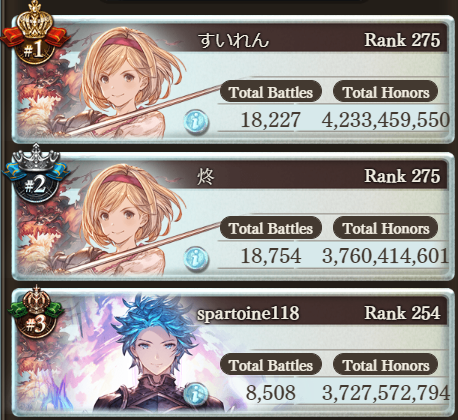 #1
すいれん Rank 275
Total Battles Total Honors
18,227 4,233,459,550
#2
炵 Rank 275
Total Battles Total Honors
18,754 3,760,414,601
#3
spartoine118 Rank 254
Total Battles Total Honors
8,508 3,727,572,794